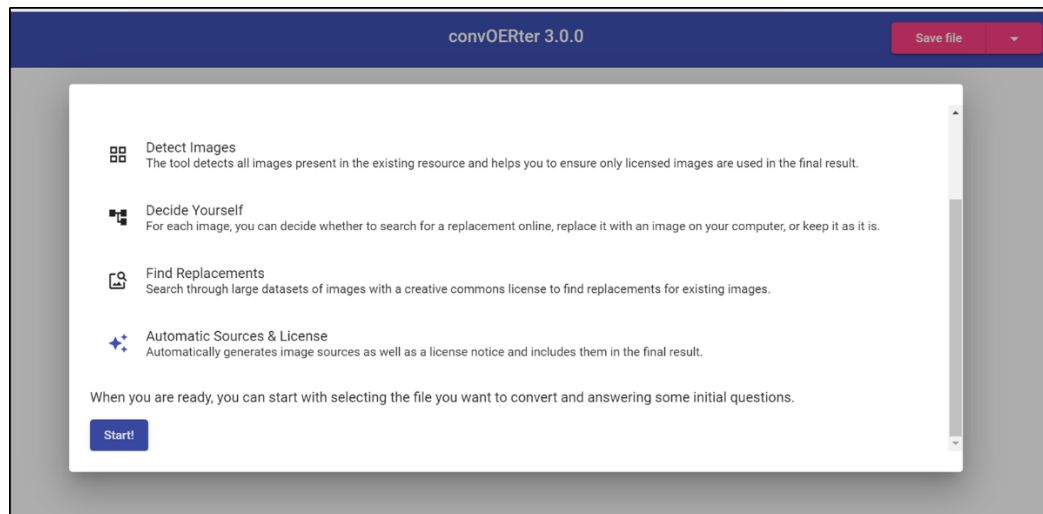 convOERter 3.0.0
Save file
Detect Images
The tool detects all images present in the existing resource and helps you to ensure only licensed images are used in the final result.
Decide Yourself
For each image, you can decide whether to search for a replacement online, replace it with an image on your computer, or keep it as it is.
Find Replacements
Search through large datasets of images with a creative commons license to find replacements for existing images.
Automatic Sources & License
Automatically generates image sources as well as a license notice and includes them in the final result.
When you are ready, you can start with selecting the file you want to convert and answering some initial questions.
Start!